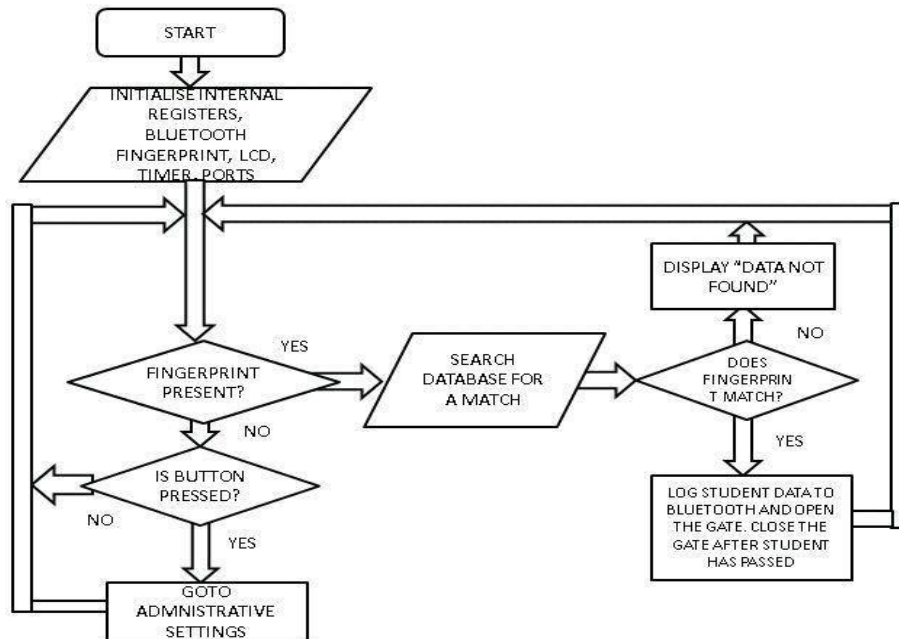 START
INITIALISE INTERNAL
REGISTERS,
BLUETOOTH
FINGERPRINT, LCD,
TIMER, PORTS
DISPLAY “DATA NOT
FOUND”
NO
YES
FINGERPRINT
PRESENT?
SEARCH
DATABASE FOR
A MATCH
DOES
FINGERPRIN
T MATCH?
NO
YES
IS BUTTON
PRESSED?
NO
YES
LOG STUDENT DATA TO
BLUETOOTH AND OPEN
THE GATE. CLOSE THE
GATE AFTER STUDENT
HAS PASSED
GOTO
ADMNISTRATIVE
SETTINGS